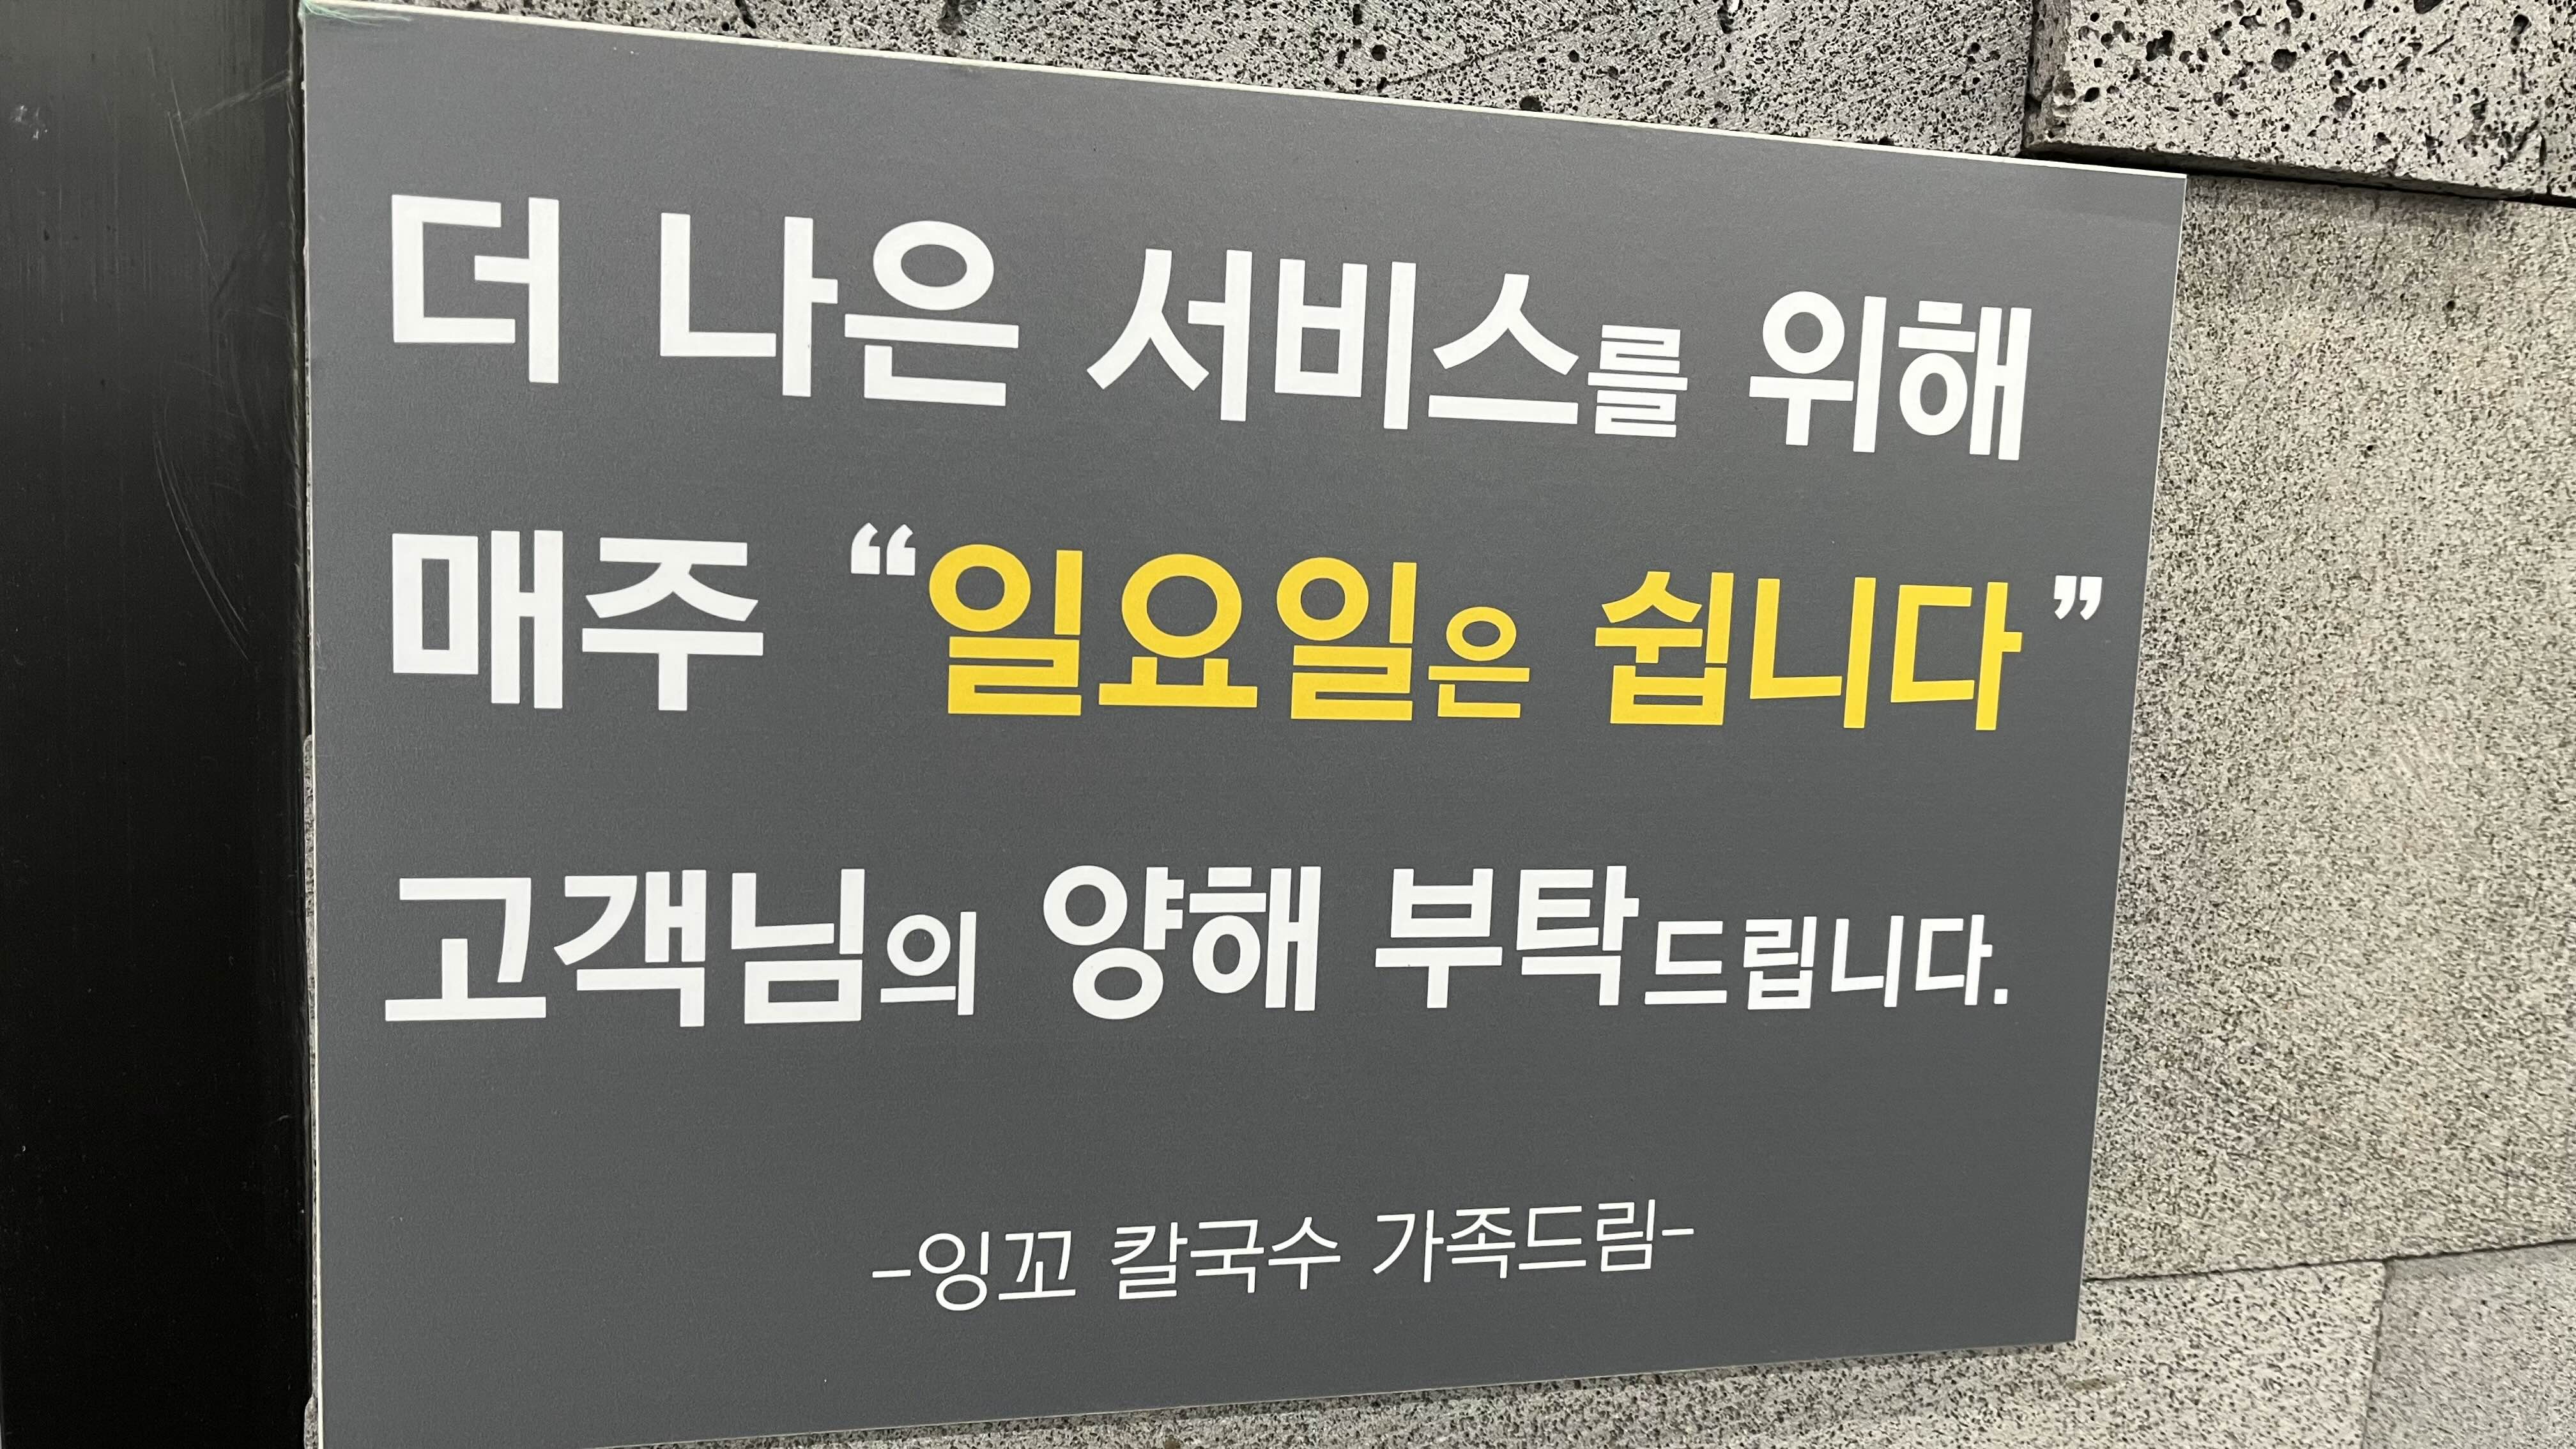 더 나은 서비스를 위해
매주 “일요일은 쉽니다”
고객님의 양해 부탁드립니다.
-잉꼬 칼국수 가족드림-